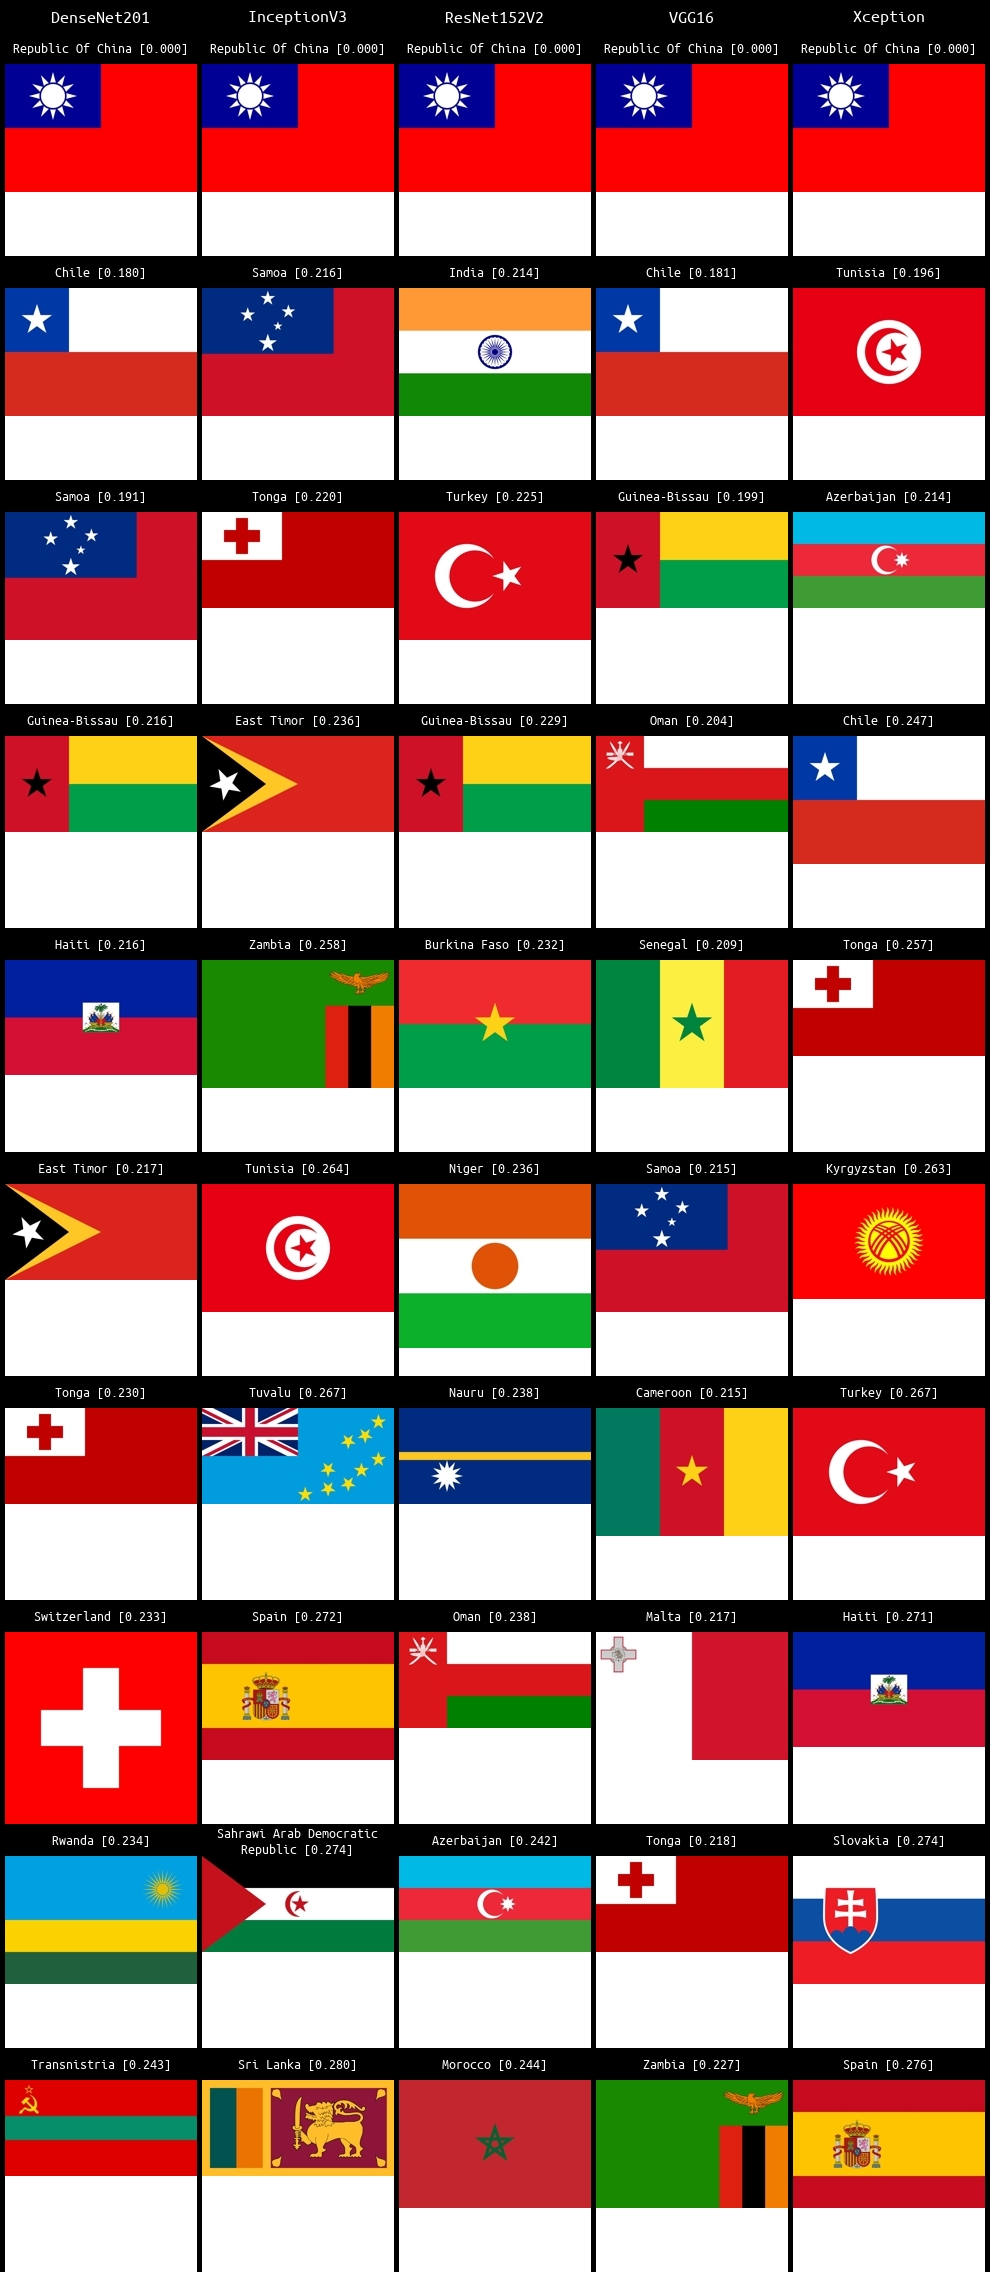 DenseNet201 InceptionV3 ResNet152V2 VGG16 Xception
Republic Of China [0.000] Republic Of China [0.000] Republic Of China [0.000] Republic Of China [0.000] Republic Of China [0.000]
Chile [0.180] Samoa [0.216] India [0.214] Chile [0.181] Tunisia [0.196]
Samoa [0.191] Tonga [0.220] Turkey [0.225] Guinea-Bissau [0.199] Azerbaijan [0.214]
Guinea-Bissau [0.216] East Timor [0.236] Guinea-Bissau [0.229] Oman [0.204] Chile [0.247]
Haiti [0.216] Zambia [0.258] Burkina Faso [0.232] Senegal [0.209] Tonga [0.257]
East Timor [0.217] Tunisia [0.264] Niger [0.236] Samoa [0.215] Kyrgyzstan [0.263]
Tonga [0.230] Tuvalu [0.267] Nauru [0.238] Cameroon [0.215] Turkey [0.267]
Switzerland [0.233] Spain [0.272] Oman [0.238] Malta [0.217] Haiti [0.271]
Rwanda [0.234] Sahrawi Arab Democratic
Republic [0.274] Azerbaijan [0.242] Tonga [0.218] Slovakia [0.274]
Transnistria [0.243] Sri Lanka [0.280] Morocco [0.244] Zambia [0.227] Spain [0.276]